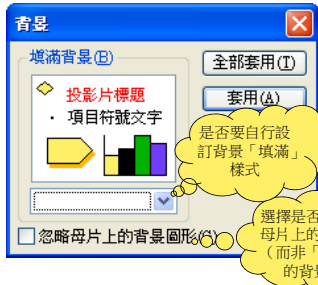 背景
填滿背景(B)
全部套用(T)
套用(A)
投影片標題
· 項目符號文字
是否要自行設
訂背景「填滿」
樣式
忽略母片上的背景圖形(G)
選擇是否
母片上的
（而非「
的背景